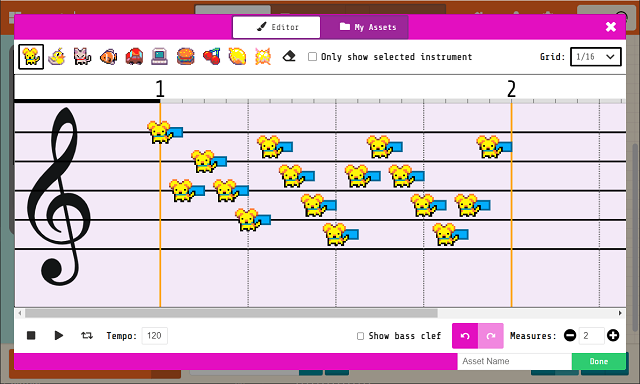 Editor My Assets
Only show selected instrument Grid: 1/16
1 2
Tempo: 120 Show bass clef Measures: 2
Asset Name Done